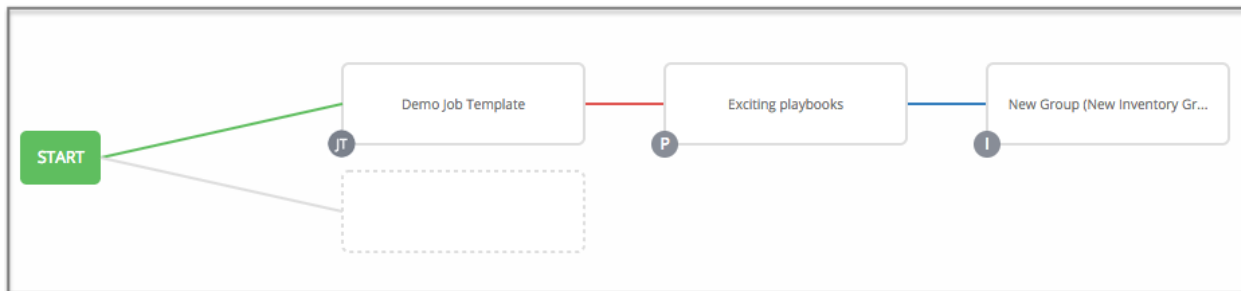 START
Demo Job Template
JT
Exciting playbooks
P
New Group (New Inventory Gr...
I